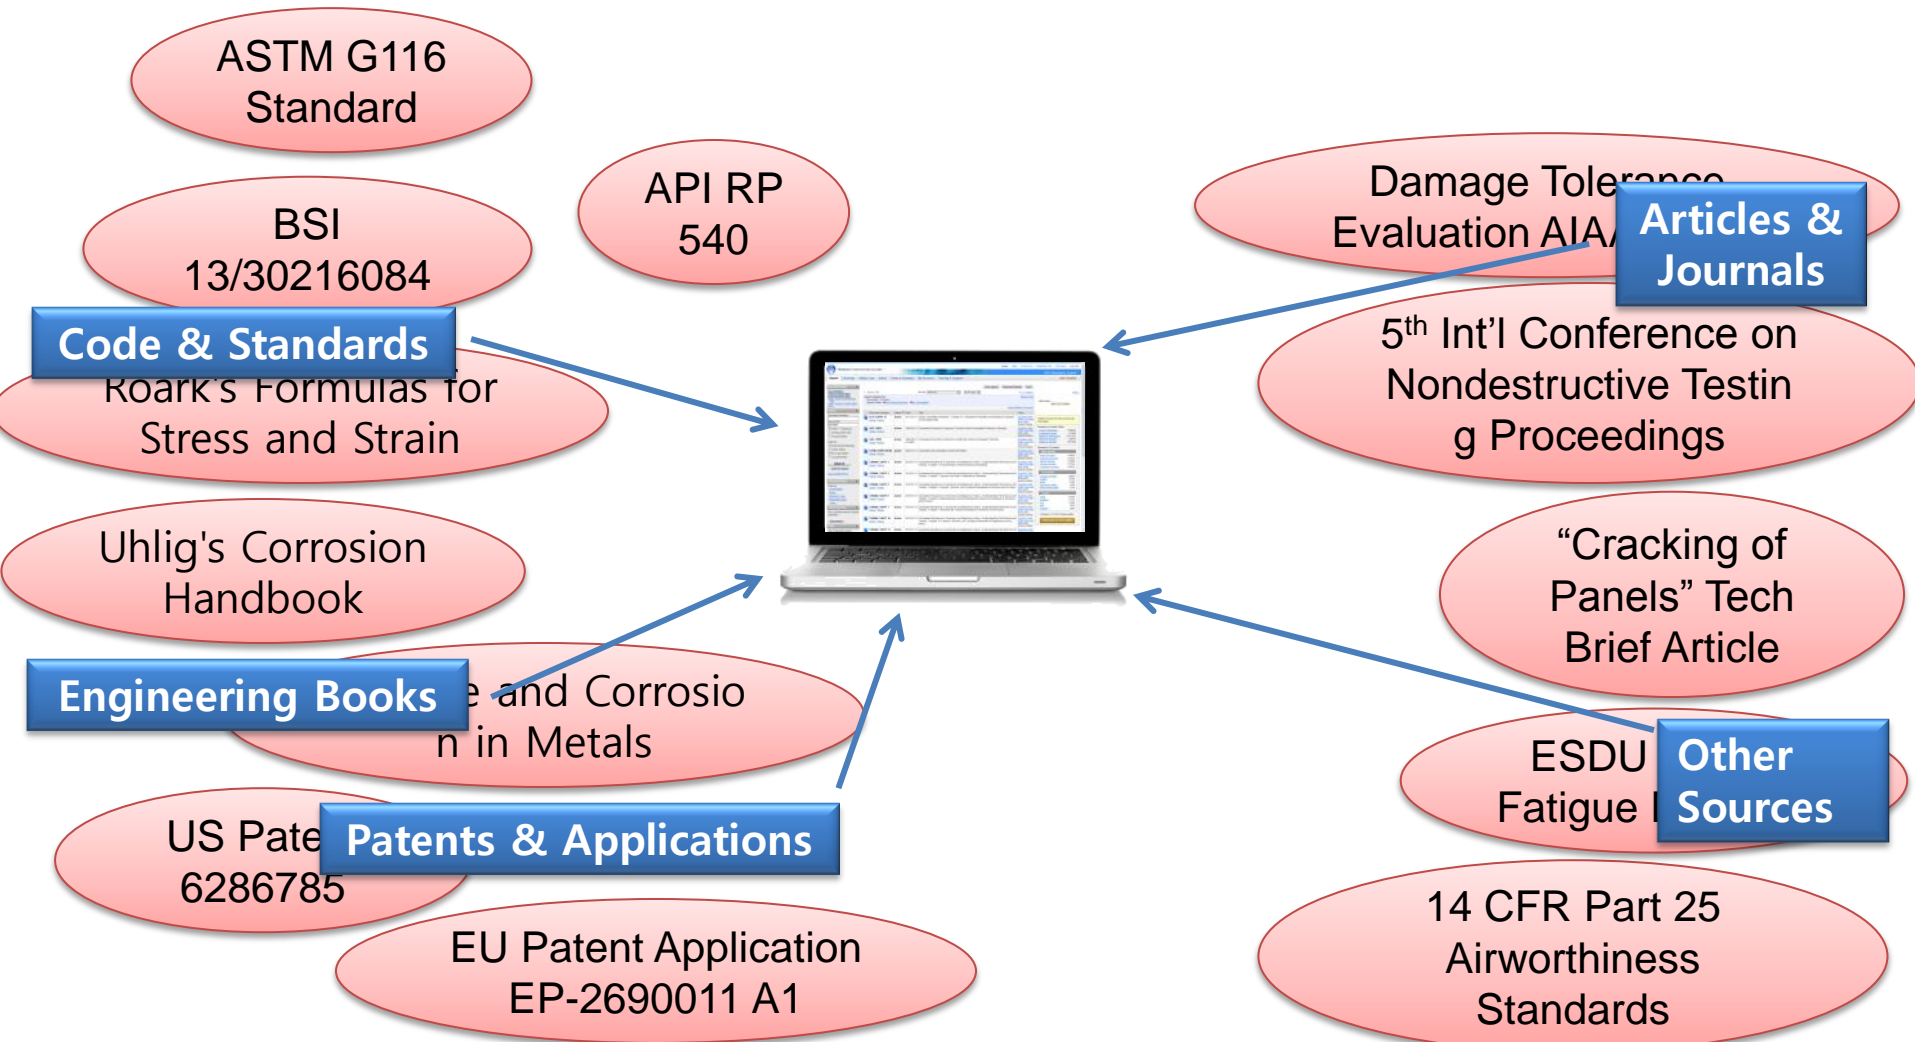 ASTM G116
Standard
BSI
13/30216084
API RP
540
Code & Standards
Roark's Formulas for
Stress and Strain
Uhlig's Corrosion
Handbook
Engineering Books
e and Corrosio
n in Metals
US Pate
6286785
Patents & Applications
EU Patent Application
EP-2690011 A1
Damage Tolerance
Evaluation AIAA
Articles &
Journals
5th Int'l Conference on
Nondestructive Testin
g Proceedings
“Cracking of
Panels” Tech
Brief Article
ESDU
Fatigue
Other
Sources
14 CFR Part 25
Airworthiness
Standards